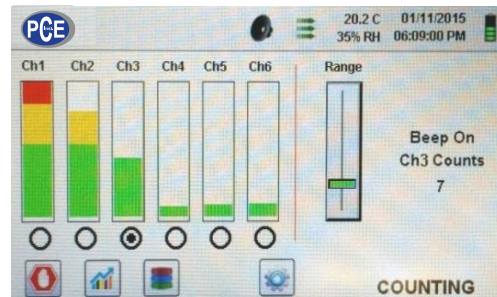 PCE
20.2 C 01/11/2015
35% RH 06:09:00 PM
Ch1 Ch2 Ch3 Ch4 Ch5 Ch6 Range
Beep On
Ch3 Counts
7
COUNTING